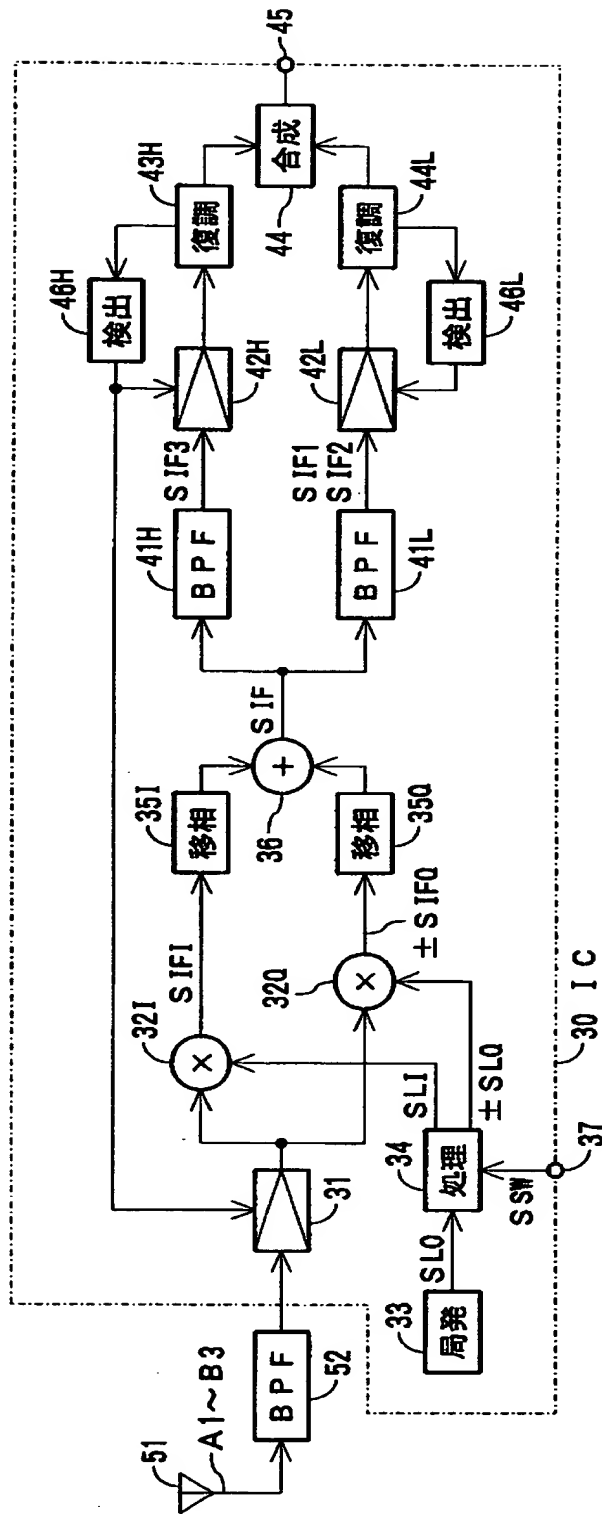 51
A1~B3
BPF
52
31
32I
SIFI
35I
移相
32Q
±SIFQ
35Q
移相
36
SIF
33
局発
SLO
34
処理
SLI
±SLQ
SSW
37
30 IC
41H
BPF
SIF3
42H
46H
検出
43H
復調
41L
BPF
SIF1
SIF2
42L
46L
検出
44L
復調
合成
44
45